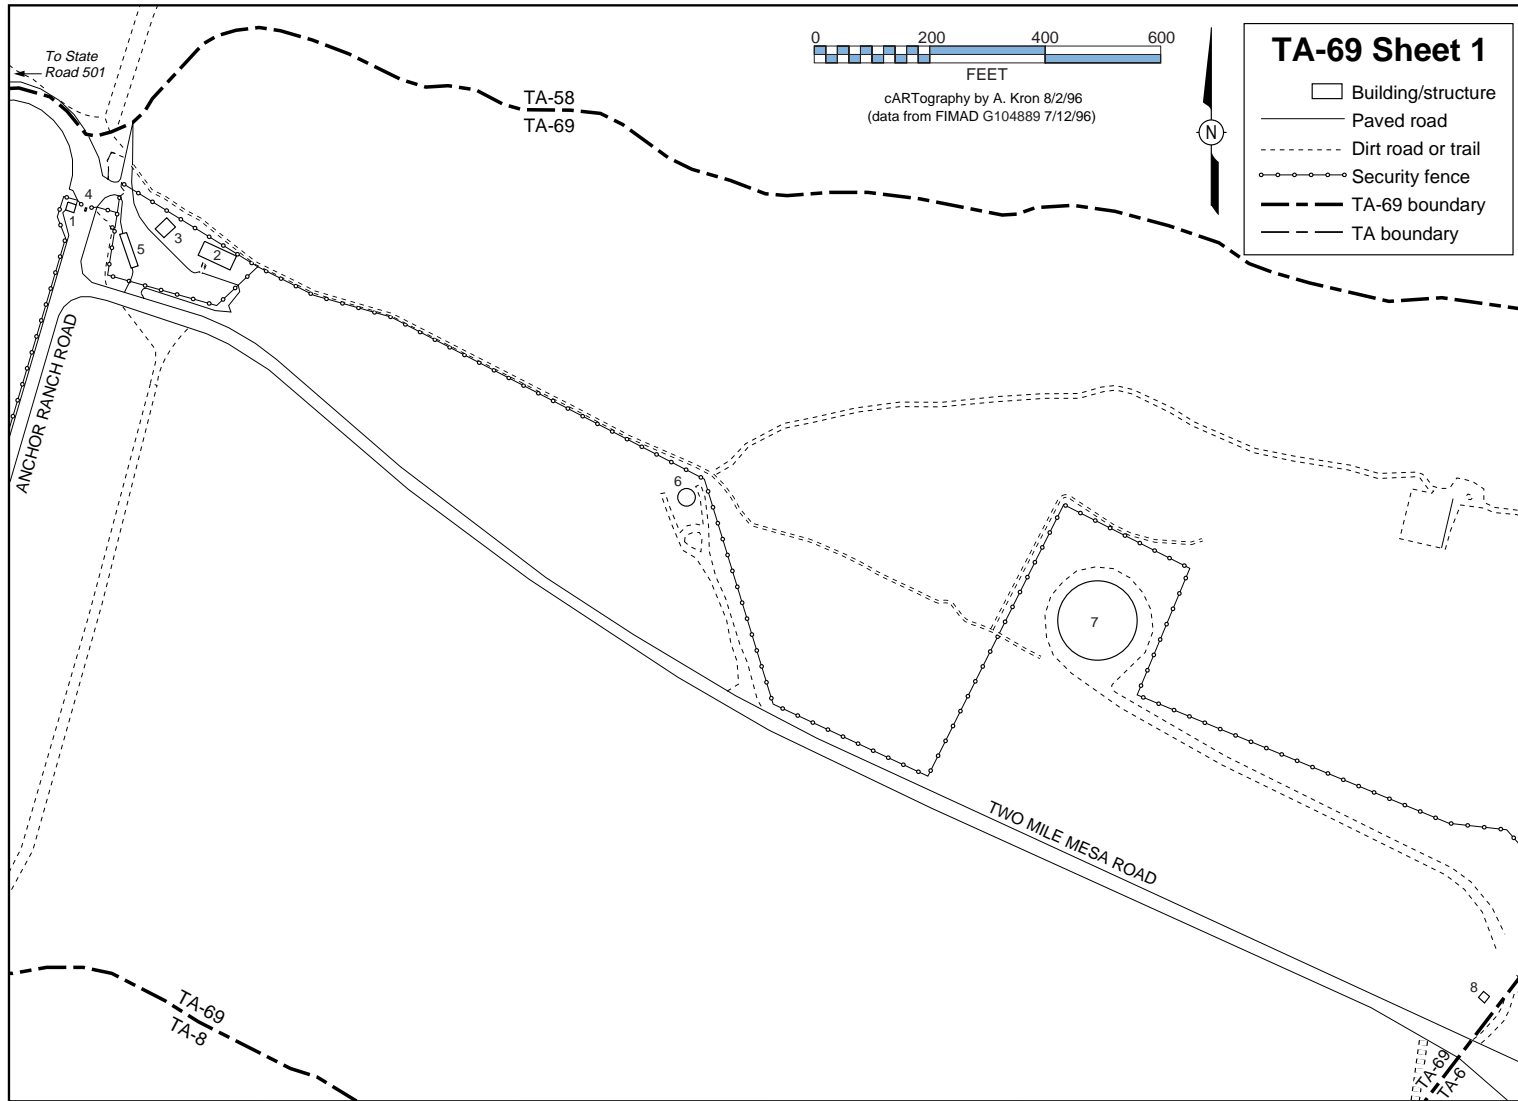 To State
Road 501
TA-58
TA-69
0 200 400 600
FEET
cARTography by A. Kron 8/2/96
(data from FIMAD G104889 7/12/96)
N
TA-69 Sheet 1
Building/structure
Paved road
Dirt road or trail
Security fence
TA-69 boundary
TA boundary
4
1
3
5
2
ANCHOR RANCH ROAD
6
7
TWO MILE MESA ROAD
8
TA-69
TA-8
TA-69
TA-6